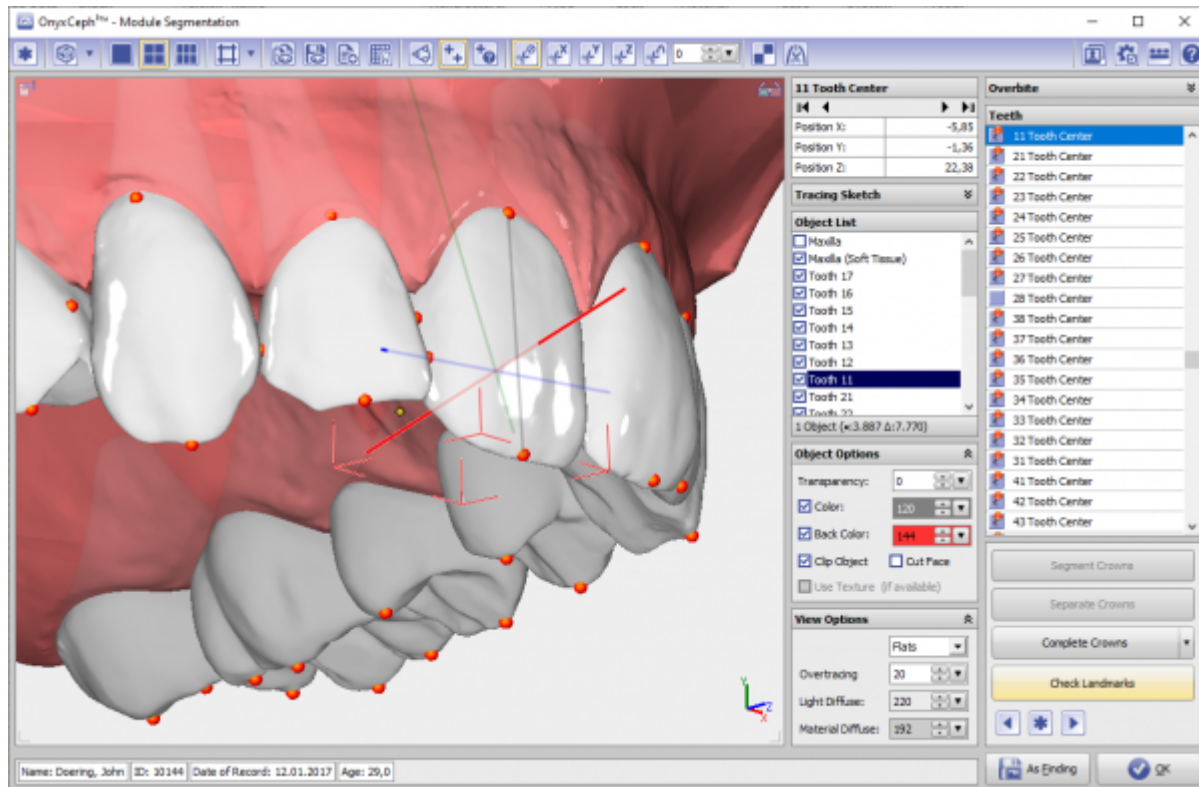 OnyxCeph³™ - Module Segmentation
0
11 Tooth Center
Position X: -5,85
Position Y: -1,36
Position Z: 22,38
Tracing Sketch
Object List
Maxilla
Maxilla (Soft Tissue)
Tooth 17
Tooth 16
Tooth 15
Tooth 14
Tooth 13
Tooth 12
Tooth 11
Tooth 21
Tooth 22
1 Object (•:3.887 Δ:7.770)
Object Options
Transparency: 0
Color: 120
Back Color: 144
Clip Object Cut Face
Use Texture (if available)
View Options
Flats
Overtracing 20
Light Diffuse: 220
Material Diffuse: 192
Overbite
Teeth
11 Tooth Center
21 Tooth Center
22 Tooth Center
23 Tooth Center
24 Tooth Center
25 Tooth Center
26 Tooth Center
27 Tooth Center
28 Tooth Center
38 Tooth Center
37 Tooth Center
36 Tooth Center
35 Tooth Center
34 Tooth Center
33 Tooth Center
32 Tooth Center
31 Tooth Center
41 Tooth Center
42 Tooth Center
43 Tooth Center
Segment Crowns
Separate Crowns
Complete Crowns
Check Landmarks
Y
Z
X
Name: Doering, John ID: 10144 Date of Record: 12.01.2017 Age: 29,0
As Finding OK